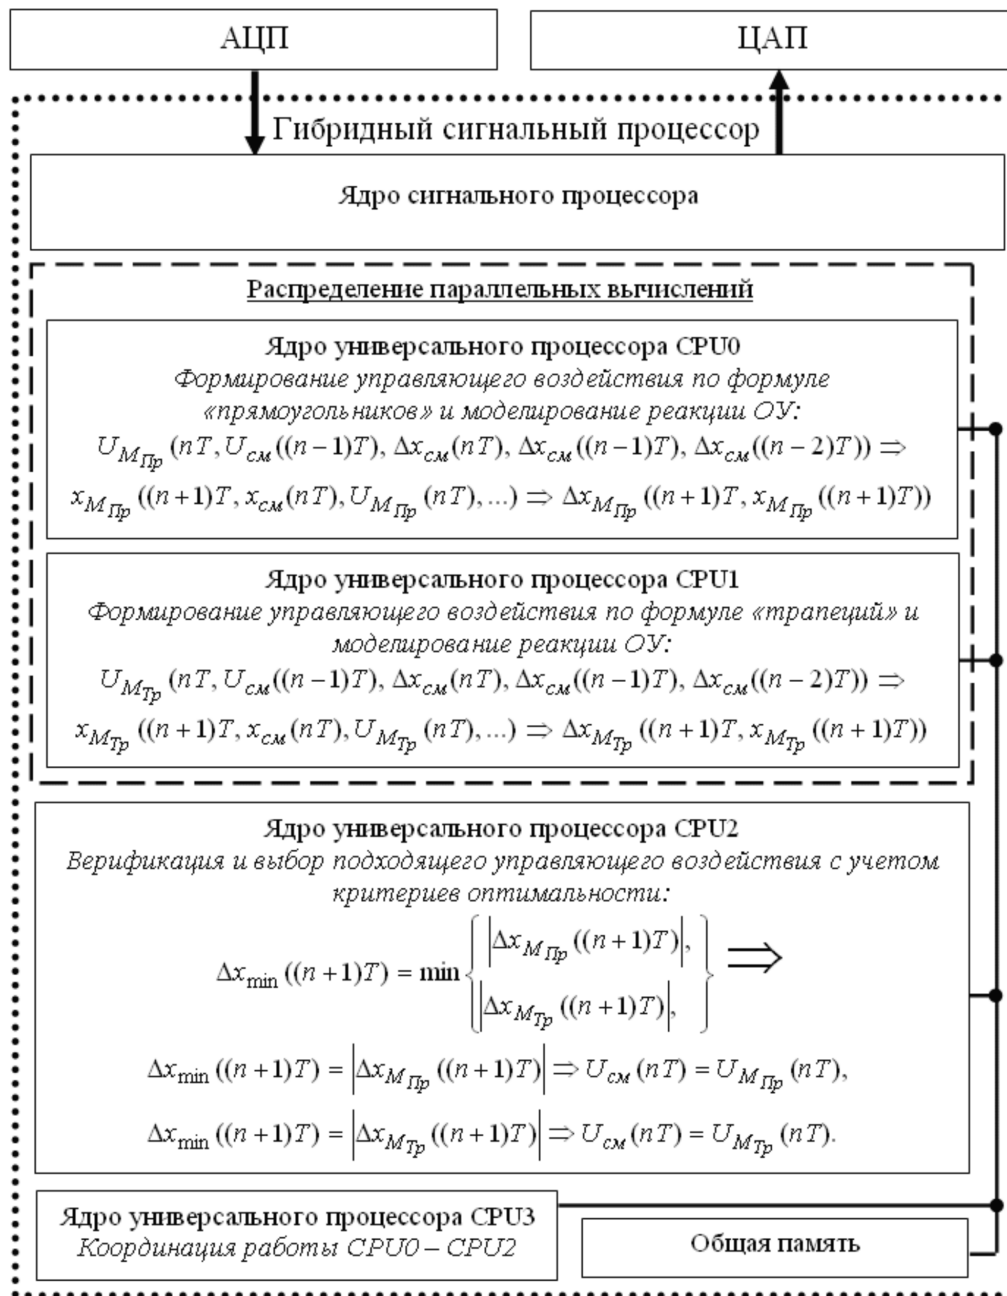 АЦП
ЦАП
Гибридный сигнальный процессор
Ядро сигнального процессора
Распределение параллельных вычислений
Ядро универсального процессора CPU0
Формирование управляющего воздействия по формуле
«прямоугольников» и моделирование реакции ОУ:
U_{M_{Пр}}(nT, U_{см}((n−1)T), Δx_{см}(nT), Δx_{см}((n−1)T), Δx_{см}((n−2)T)) ⇒
x_{M_{Пр}}((n+1)T, x_{см}(nT), U_{M_{Пр}}(nT), ...) ⇒ Δx_{M_{Пр}}((n+1)T, x_{M_{Пр}}((n+1)T))
Ядро универсального процессора CPU1
Формирование управляющего воздействия по формуле «трапеций» и
моделирование реакции ОУ:
U_{M_{Тр}}(nT, U_{см}((n−1)T), Δx_{см}(nT), Δx_{см}((n−1)T), Δx_{см}((n−2)T)) ⇒
x_{M_{Тр}}((n+1)T, x_{см}(nT), U_{M_{Тр}}(nT), ...) ⇒ Δx_{M_{Тр}}((n+1)T, x_{M_{Тр}}((n+1)T))
Ядро универсального процессора CPU2
Верификация и выбор подходящего управляющего воздействия с учетом
критериев оптимальности:
Δx_{min}((n+1)T) = min{|Δx_{M_{Пр}}((n+1)T)|, |Δx_{M_{Тр}}((n+1)T)|,} ⇒
Δx_{min}((n+1)T) = |Δx_{M_{Пр}}((n+1)T)| ⇒ U_{см}(nT) = U_{M_{Пр}}(nT),
Δx_{min}((n+1)T) = |Δx_{M_{Тр}}((n+1)T)| ⇒ U_{см}(nT) = U_{M_{Тр}}(nT).
Ядро универсального процессора CPU3
Координация работы CPU0 – CPU2
Общая память